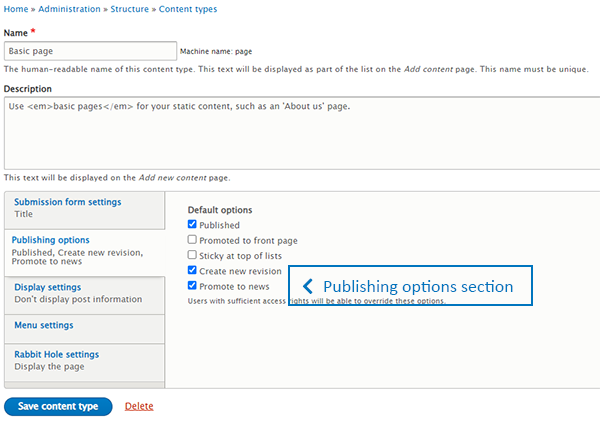 Home » Administration » Structure » Content types
Name *
Basic page
Machine name: page
The human-readable name of this content type. This text will be displayed as part of the list on the Add content page. This name must be unique.
Description
Use <em>basic pages</em> for your static content, such as an 'About us' page.
This text will be displayed on the Add new content page.
Submission form settings
Title
Publishing options
Published, Create new revision,
Promote to news
Display settings
Don't display post information
Menu settings
Rabbit Hole settings
Display the page
Default options
Published
Promoted to front page
Sticky at top of lists
Create new revision
Promote to news
Users with sufficient access rights will be able to override these options.
Publishing options section
Save content type
Delete